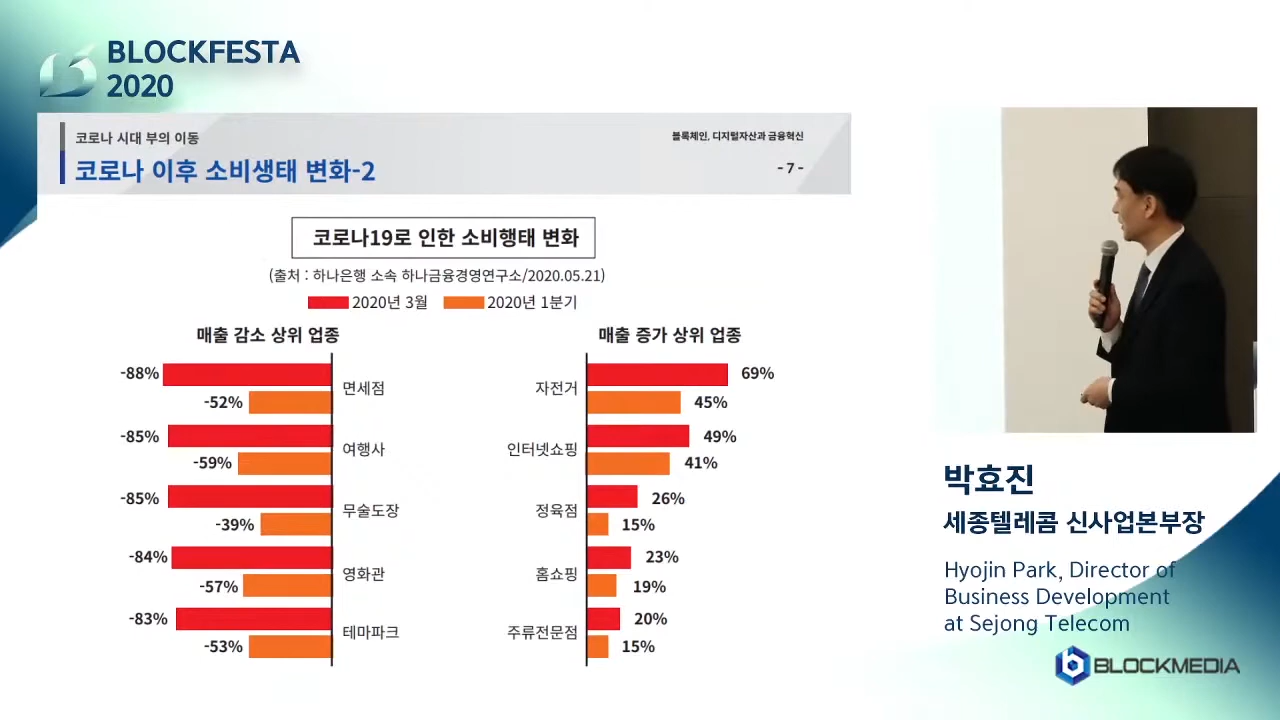 BLOCKFESTA
2020
코로나 시대 부의 이동
블록체인, 디지털자산과 금융혁신
코로나 이후 소비생태 변화-2
- 7 -
코로나19로 인한 소비행태 변화
(출처 : 하나은행 소속 하나금융경영연구소/2020.05.21)
2020년 3월 2020년 1분기
매출 감소 상위 업종
-88%
-52%
면세점
-85%
-59%
여행사
-85%
-39%
무술도장
-84%
-57%
영화관
-83%
-53%
테마파크
매출 증가 상위 업종
자전거
69%
45%
인터넷쇼핑
49%
41%
정육점
26%
15%
홈쇼핑
23%
19%
주류전문점
20%
15%
박효진
세종텔레콤 신사업본부장
Hyojin Park, Director of
Business Development
at Sejong Telecom
BLOCKMEDIA